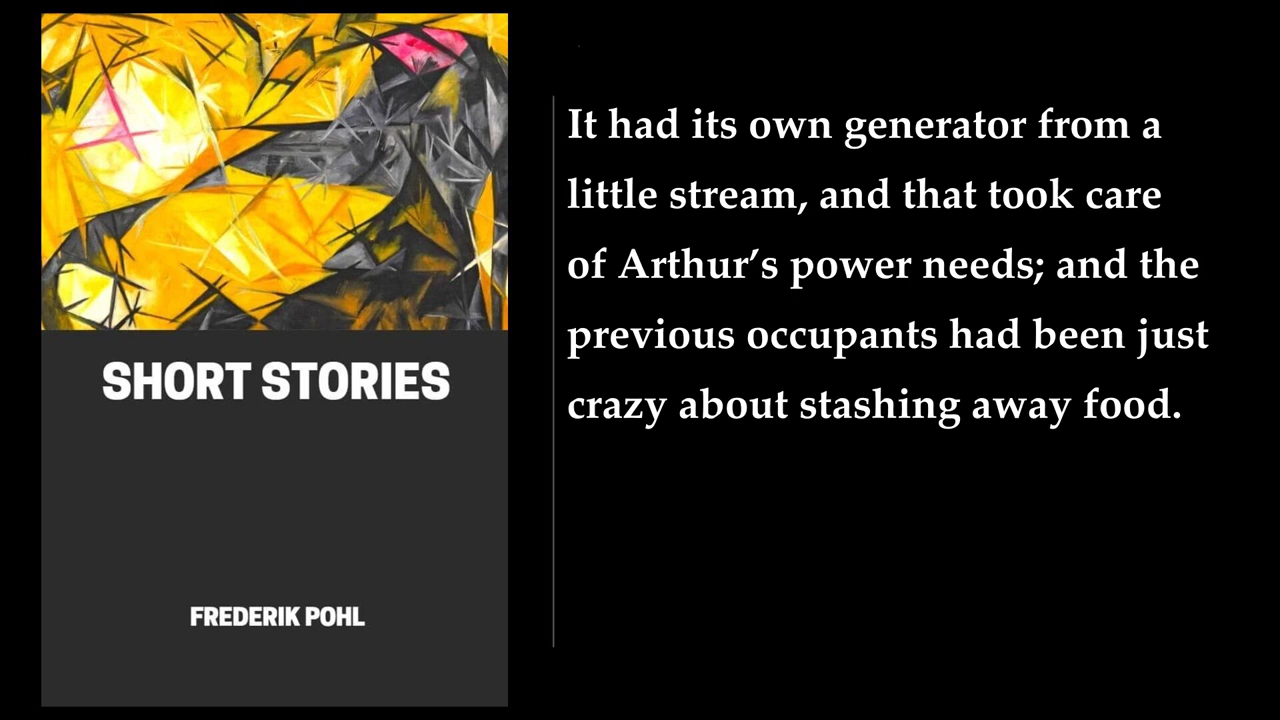 SHORT STORIES
FREDERIK POHL
It had its own generator from a
little stream, and that took care
of Arthur’s power needs; and the
previous occupants had been just
crazy about stashing away food.